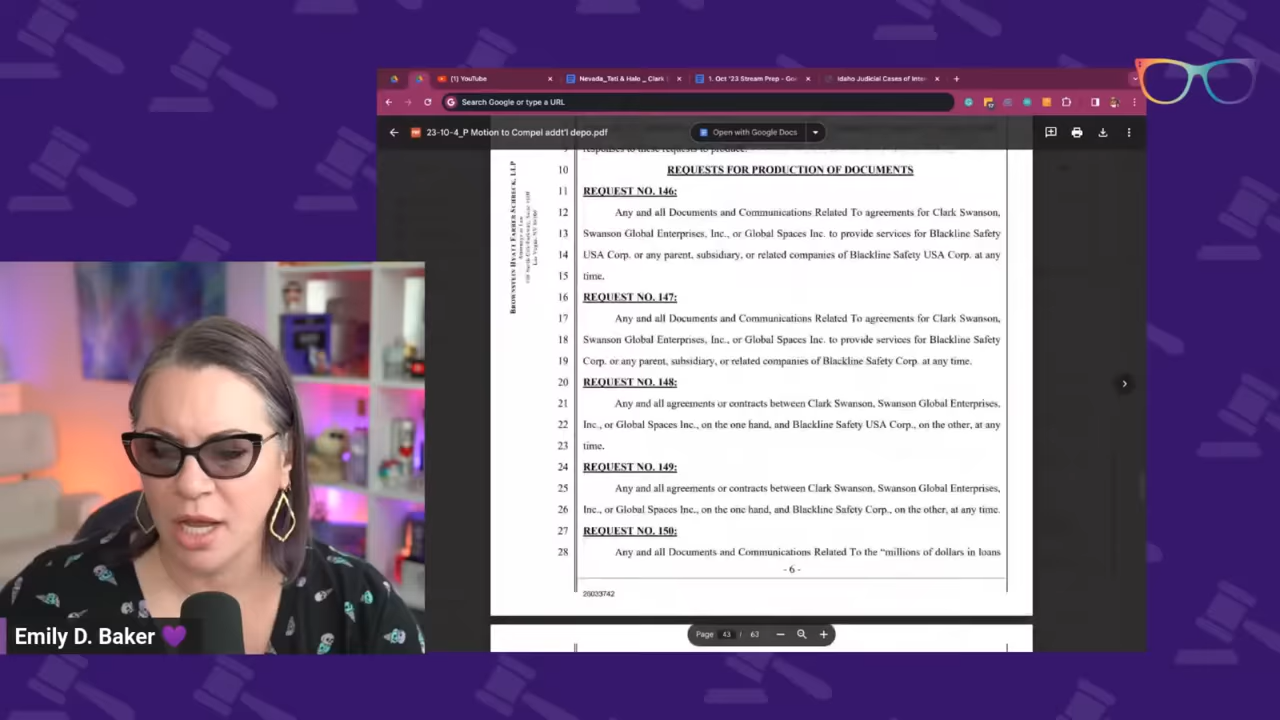 (1) YouTube
Nevada_Tati & Halo _ Clark
1. Oct '23 Stream Prep - Go
Idaho Judicial Cases of Inte
Search Google or type a URL
23-10-4_P Motion to Compel addt'l depo.pdf
Open with Google Docs
responses to these requests to produce.
10 REQUESTS FOR PRODUCTION OF DOCUMENTS
11 REQUEST NO. 146:
12 Any and all Documents and Communications Related To agreements for Clark Swanson,
13 Swanson Global Enterprises, Inc., or Global Spaces Inc. to provide services for Blackline Safety
14 USA Corp. or any parent, subsidiary, or related companies of Blackline Safety USA Corp. at any
15 time.
16 REQUEST NO. 147:
17 Any and all Documents and Communications Related To agreements for Clark Swanson,
18 Swanson Global Enterprises, Inc., or Global Spaces Inc. to provide services for Blackline Safety
19 Corp. or any parent, subsidiary, or related companies of Blackline Safety Corp. at any time.
20 REQUEST NO. 148:
21 Any and all agreements or contracts between Clark Swanson, Swanson Global Enterprises,
22 Inc., or Global Spaces Inc., on the one hand, and Blackline Safety USA Corp., on the other, at any
23 time.
24 REQUEST NO. 149:
25 Any and all agreements or contracts between Clark Swanson, Swanson Global Enterprises,
26 Inc., or Global Spaces Inc., on the one hand, and Blackline Safety Corp., on the other, at any time.
27 REQUEST NO. 150:
28 Any and all Documents and Communications Related To the "millions of dollars in loans
- 6 -
26033742
BROWNSTEIN HYATT FARBER SCHRECK, LLP
Attorneys at Law
Page 43 / 63
Emily D. Baker 💜